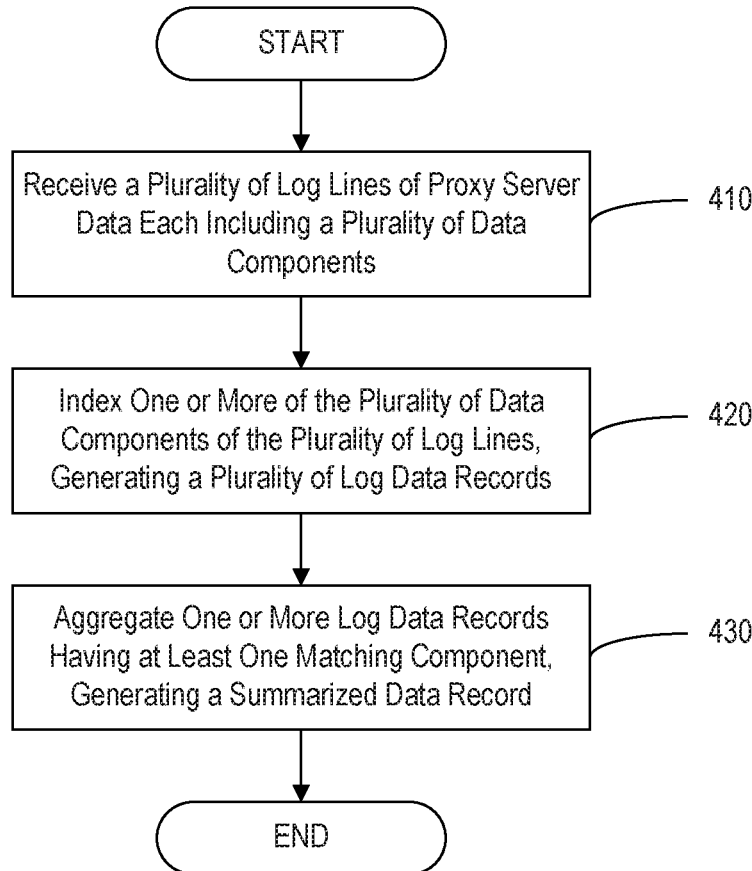 START
Receive a Plurality of Log Lines of Proxy Server
Data Each Including a Plurality of Data
Components
410
Index One or More of the Plurality of Data
Components of the Plurality of Log Lines,
Generating a Plurality of Log Data Records
420
Aggregate One or More Log Data Records
Having at Least One Matching Component,
Generating a Summarized Data Record
430
END